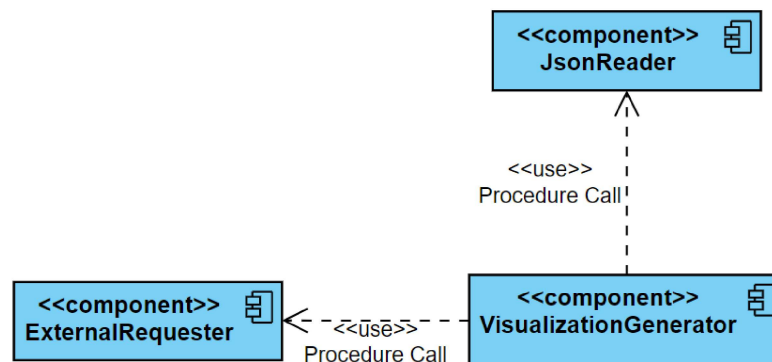 <<component>>
JsonReader
<<use>>
Procedure Call
<<component>>
ExternalRequester
<<use>>
Procedure Call
<<component>>
VisualizationGenerator